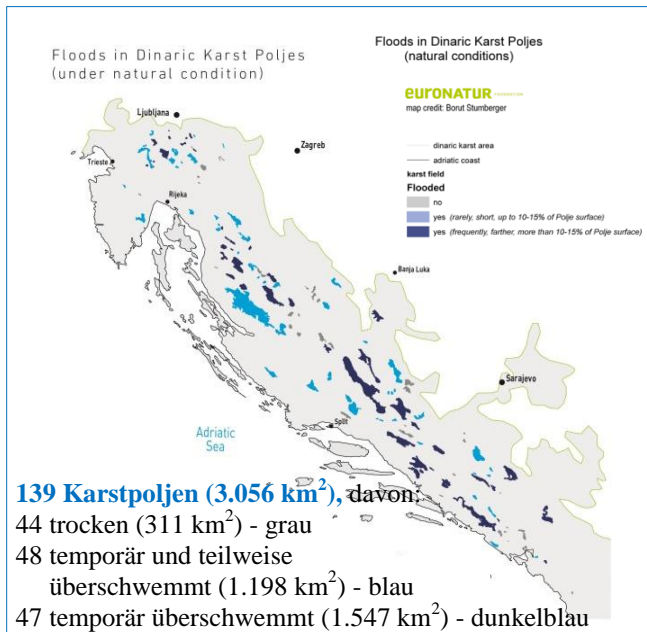 Floods in Dinaric Karst Poljes
(under natural condition)
Floods in Dinaric Karst Poljes
(natural conditions)
euronatur
FOUNDATION
map credit: Borut Stumberger
dinaric karst area
adriatic coast
karst field
Flooded
no
yes (rarely, short, up to 10-15% of Polje surface)
yes (frequently, farther, more than 10-15% of Polje surface)
Ljubljana
Zagreb
Trieste
Rijeka
Banja Luka
Sarajevo
Split
Adriatic
Sea
139 Karstpoljen (3.056 km²), davon:
44 trocken (311 km²) - grau
48 temporär und teilweise
überschwemmt (1.198 km²) - blau
47 temporär überschwemmt (1.547 km²) - dunkelblau